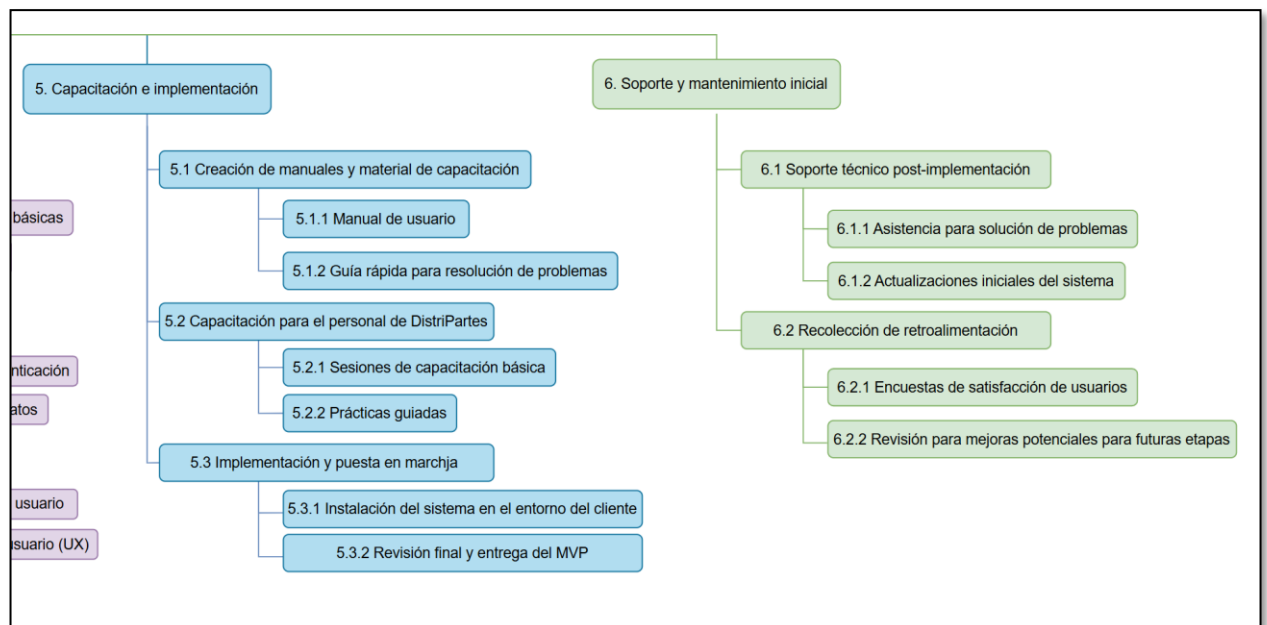 básicas
nticación
atos
usuario
usuario (UX)
5. Capacitación e implementación
5.1 Creación de manuales y material de capacitación
5.1.1 Manual de usuario
5.1.2 Guía rápida para resolución de problemas
5.2 Capacitación para el personal de DistriPartes
5.2.1 Sesiones de capacitación básica
5.2.2 Prácticas guiadas
5.3 Implementación y puesta en marchja
5.3.1 Instalación del sistema en el entorno del cliente
5.3.2 Revisión final y entrega del MVP
6. Soporte y mantenimiento inicial
6.1 Soporte técnico post-implementación
6.1.1 Asistencia para solución de problemas
6.1.2 Actualizaciones iniciales del sistema
6.2 Recolección de retroalimentación
6.2.1 Encuestas de satisfacción de usuarios
6.2.2 Revisión para mejoras potenciales para futuras etapas